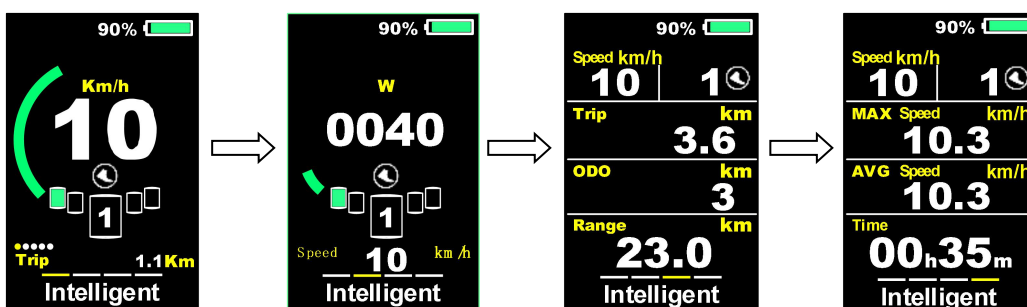 90%
Km/h
10
1
Trip
1.1Km
Intelligent
90%
W
0040
1
Speed 10 km/h
Intelligent
90%
Speed km/h
10 1
Trip km
3.6
ODO km
3
Range km
23.0
Intelligent
90%
Speed km/h
10 1
MAX Speed km/h
10.3
AVG Speed km/h
10.3
Time
00h35m
Intelligent